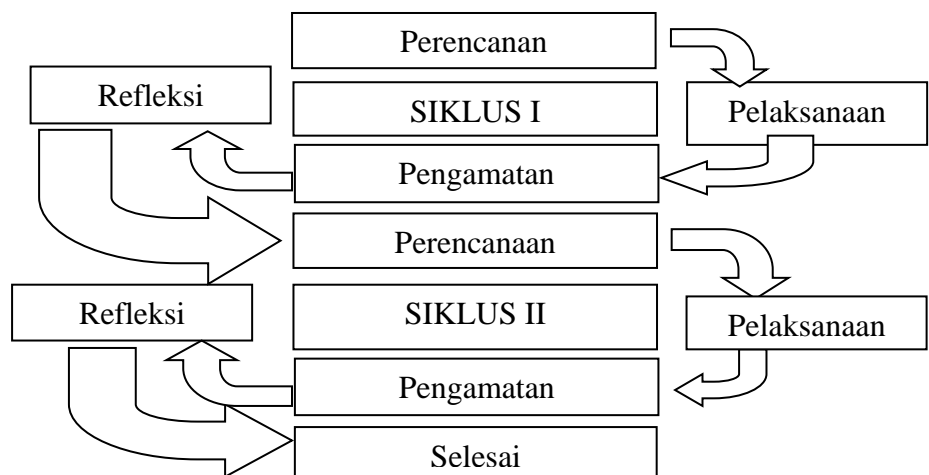 Perencanan
Refleksi
SIKLUS I
Pelaksanaan
Pengamatan
Perencanaan
Refleksi
SIKLUS II
Pelaksanaan
Pengamatan
Selesai